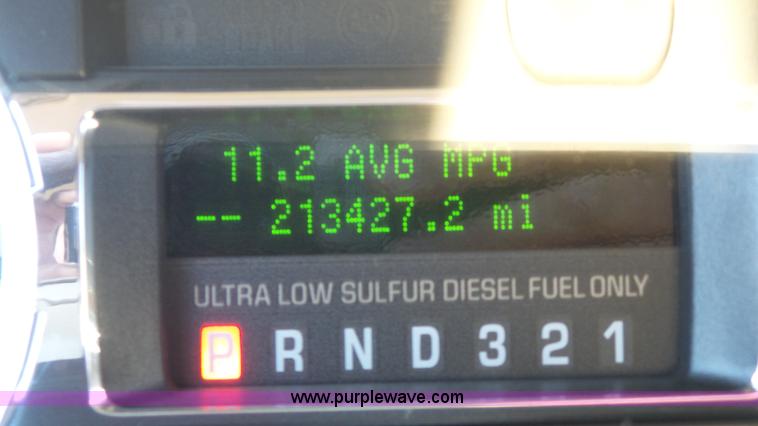 11.2 AVG MPG
-- 213427.2 mi
ULTRA LOW SULFUR DIESEL FUEL ONLY
P R N D 3 2 1
www.purplewave.com